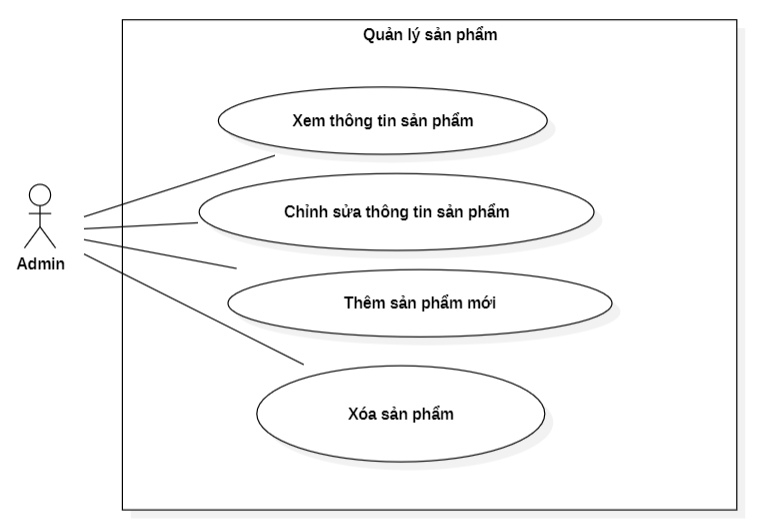 Quản lý sản phẩm
Xem thông tin sản phẩm
Chỉnh sửa thông tin sản phẩm
Admin
Thêm sản phẩm mới
Xóa sản phẩm